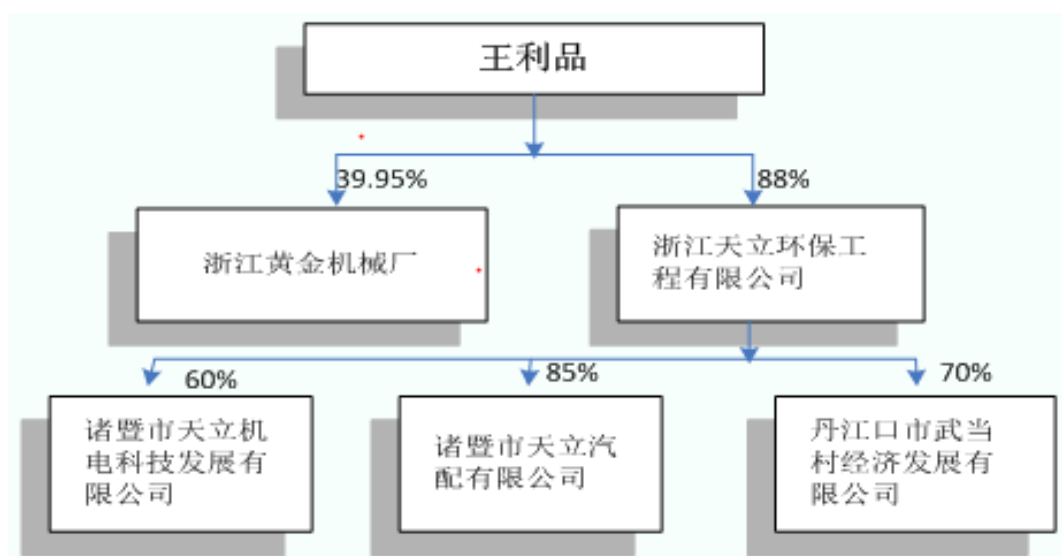 王利品
39.95%
88%
浙江黄金机械厂
浙江天立环保工
程有限公司
60%
85%
70%
诸暨市天立机
电科技发展有
限公司
诸暨市天立汽
配有限公司
丹江口市武当
村经济发展有
限公司